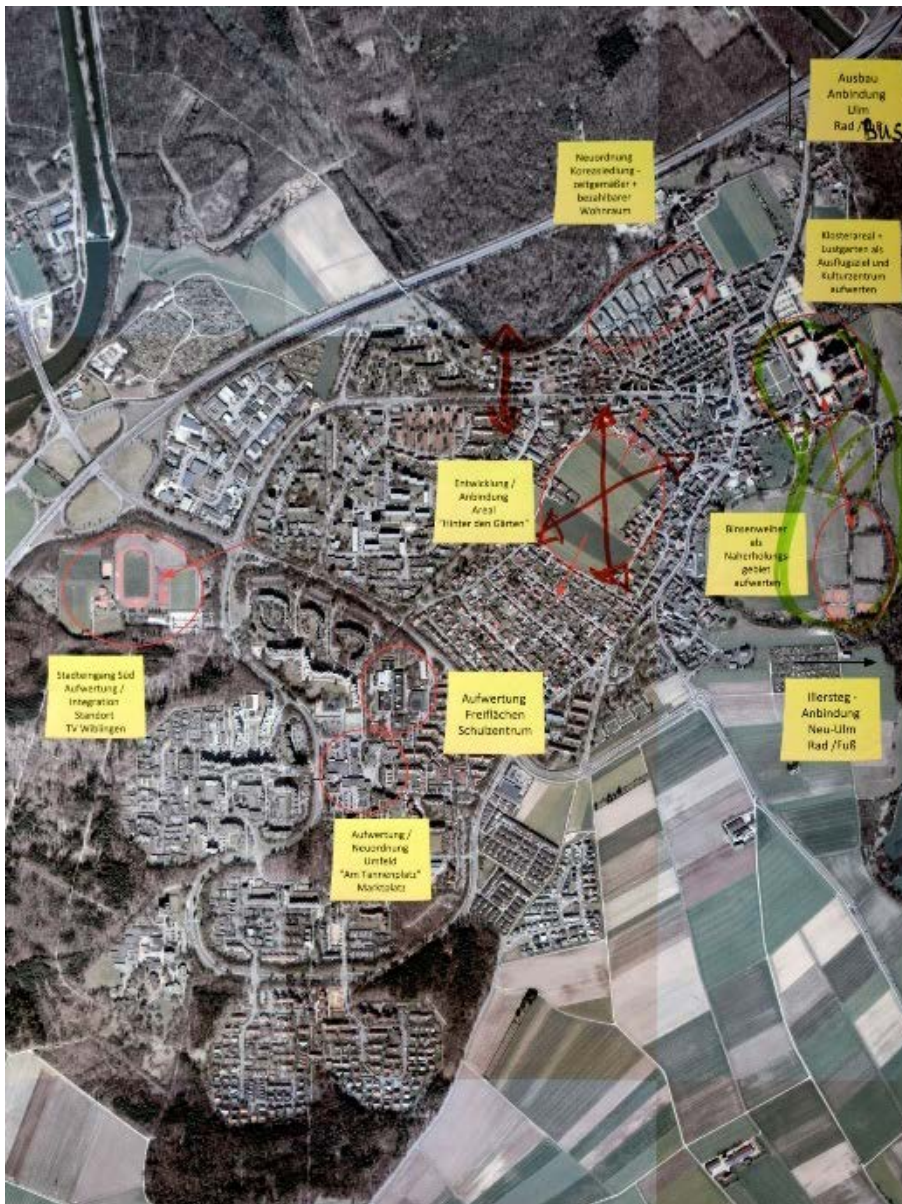 Ausbau
Anbindung
Ulm
Rad /Fuß
BUS
Neuordnung
Koreasiedlung -
zeitgemäßer +
bezahlbarer
Wohnraum
Klosterareal +
Lustgarten als
Ausflugsziel und
Kulturzentrum
aufwerten
Entwicklung /
Anbindung
Areal
"Hinter den Gärten"
Binsenweiher
als
Naherholungs
gebiet
aufwerten
Stadteingang Süd
Aufwertung /
Integration
Standort
TV Wiblingen
Aufwertung
Freiflächen
Schulzentrum
Illersteg -
Anbindung
Neu-Ulm
Rad /Fuß
Aufwertung /
Neuordnung
Umfeld
"Am Tannenplatz"
Marktplatz